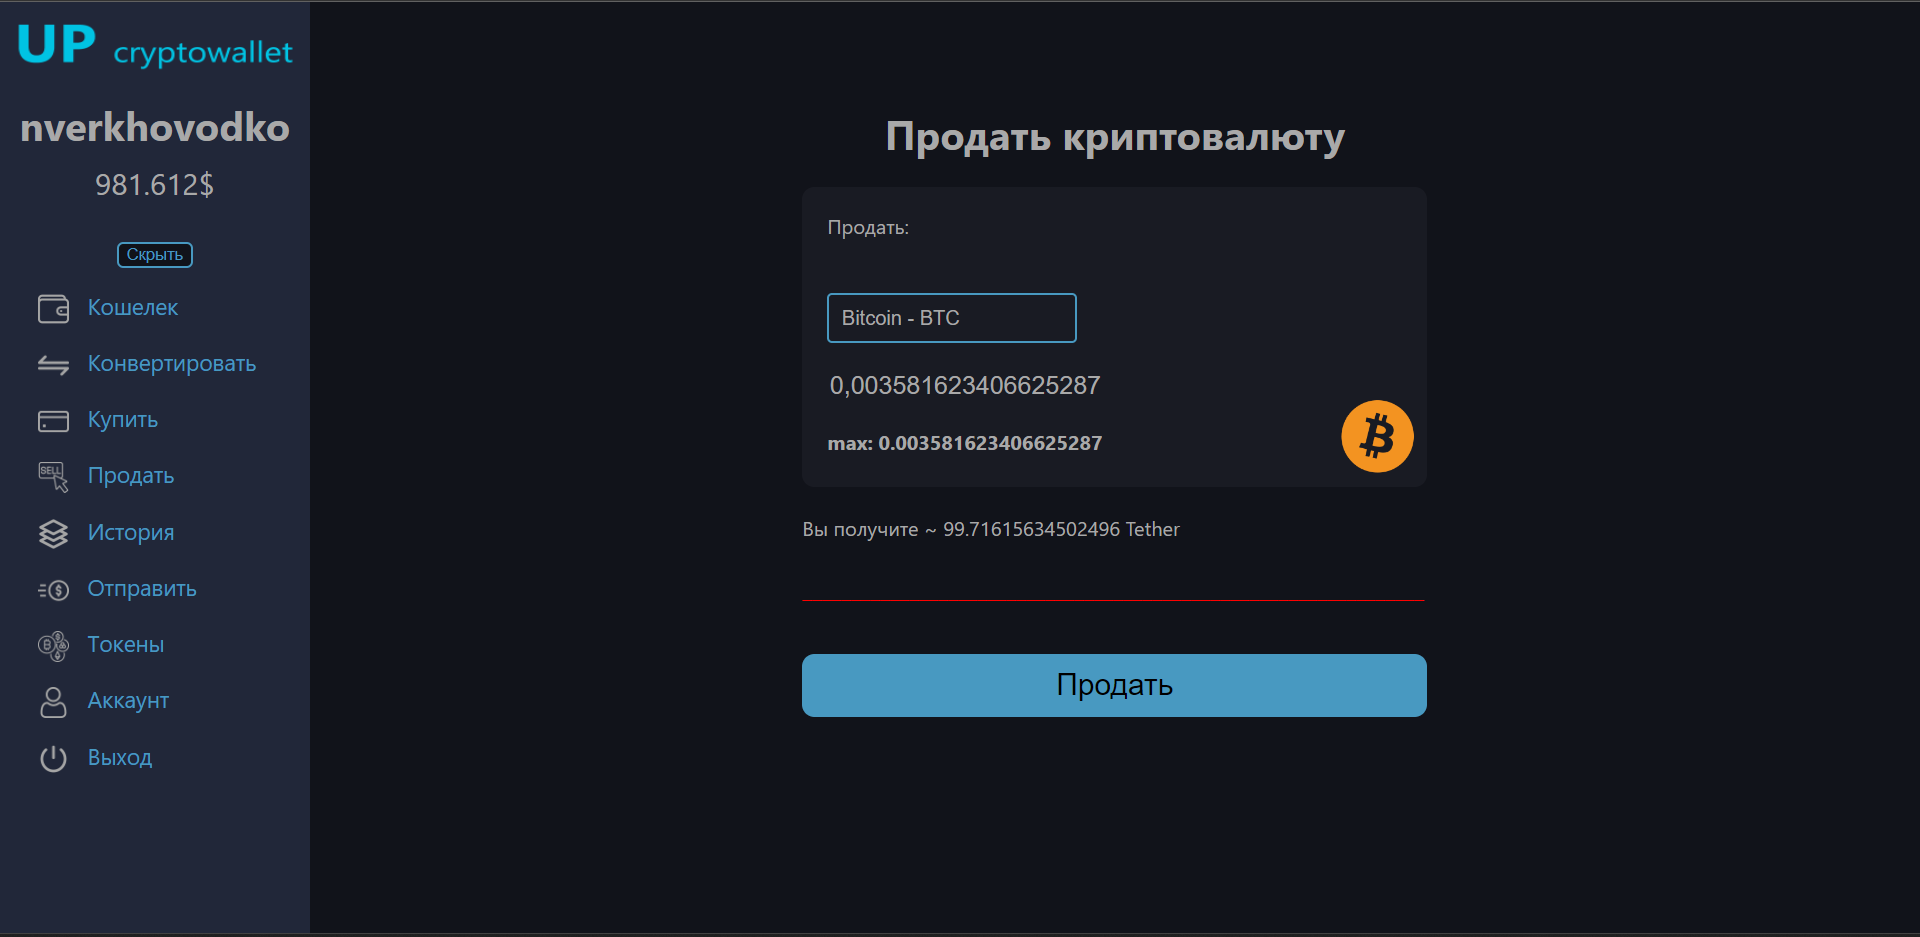 UP cryptowallet
nverkhovodko
981.612$
Скрыть
Кошелек
Конвертировать
Купить
SELL
Продать
История
Отправить
Токены
Аккаунт
Выход
Продать криптовалюту
Продать:
Bitcoin - BTC
0,003581623406625287
max: 0.003581623406625287
Вы получите ~ 99.71615634502496 Tether
Продать